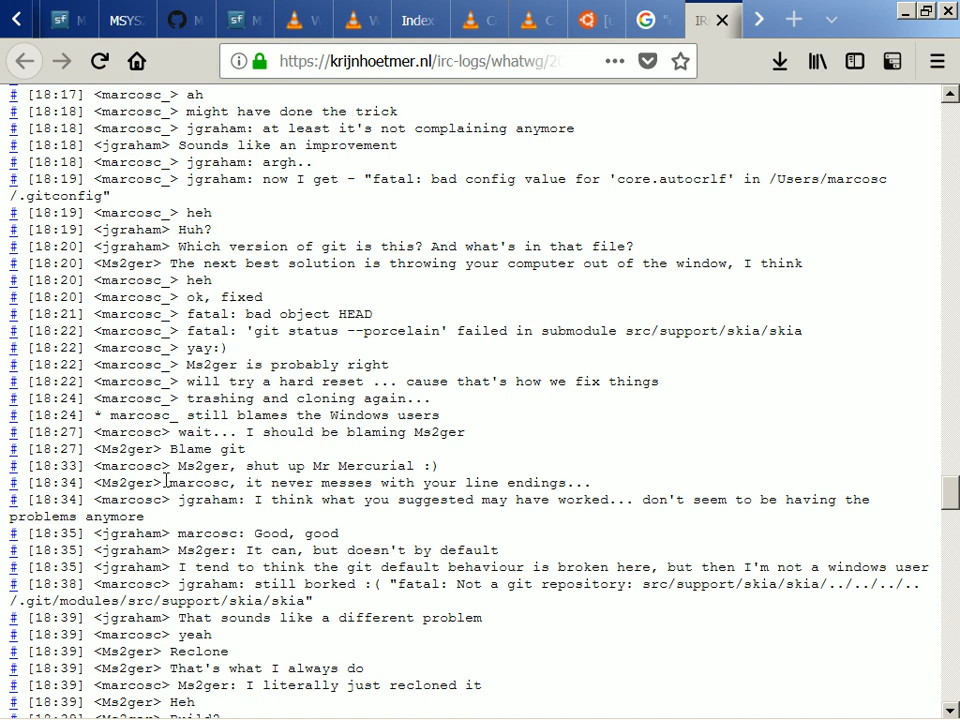 sf M
MSYS:
M
sf M
V
V
Index
C
C
[u
"
IR
https://krijnhoetmer.nl/irc-logs/whatwg/20
# [18:17] <marcosc_> ah
# [18:18] <marcosc_> might have done the trick
# [18:18] <marcosc_> jgraham: at least it's not complaining anymore
# [18:18] <jgraham> Sounds like an improvement
# [18:18] <marcosc_> jgraham: argh..
# [18:19] <marcosc_> jgraham: now I get - "fatal: bad config value for 'core.autocrlf' in /Users/marcosc
/.gitconfig"
# [18:19] <marcosc_> heh
# [18:19] <jgraham> Huh?
# [18:20] <jgraham> Which version of git is this? And what's in that file?
# [18:20] <Ms2ger> The next best solution is throwing your computer out of the window, I think
# [18:20] <marcosc_> heh
# [18:20] <marcosc_> ok, fixed
# [18:21] <marcosc_> fatal: bad object HEAD
# [18:22] <marcosc_> fatal: 'git status --porcelain' failed in submodule src/support/skia/skia
# [18:22] <marcosc_> yay:)
# [18:22] <marcosc_> Ms2ger is probably right
# [18:22] <marcosc_> will try a hard reset ... cause that's how we fix things
# [18:24] <marcosc_> trashing and cloning again...
# [18:24] * marcosc_ still blames the Windows users
# [18:27] <marcosc> wait... I should be blaming Ms2ger
# [18:27] <Ms2ger> Blame git
# [18:33] <marcosc> Ms2ger, shut up Mr Mercurial :)
# [18:34] <Ms2ger> marcosc, it never messes with your line endings...
# [18:34] <marcosc> jgraham: I think what you suggested may have worked... don't seem to be having the
problems anymore
# [18:35] <jgraham> marcosc: Good, good
# [18:35] <jgraham> Ms2ger: It can, but doesn't by default
# [18:35] <jgraham> I tend to think the git default behaviour is broken here, but then I'm not a windows user
# [18:38] <marcosc> jgraham: still borked :( "fatal: Not a git repository: src/support/skia/skia/../../../..
/.git/modules/src/support/skia/skia"
# [18:39] <jgraham> That sounds like a different problem
# [18:39] <marcosc> yeah
# [18:39] <Ms2ger> Reclone
# [18:39] <Ms2ger> That's what I always do
# [18:39] <marcosc> Ms2ger: I literally just recloned it
# [18:39] <Ms2ger> Heh
# [18:39] <Ms2ger> Build?